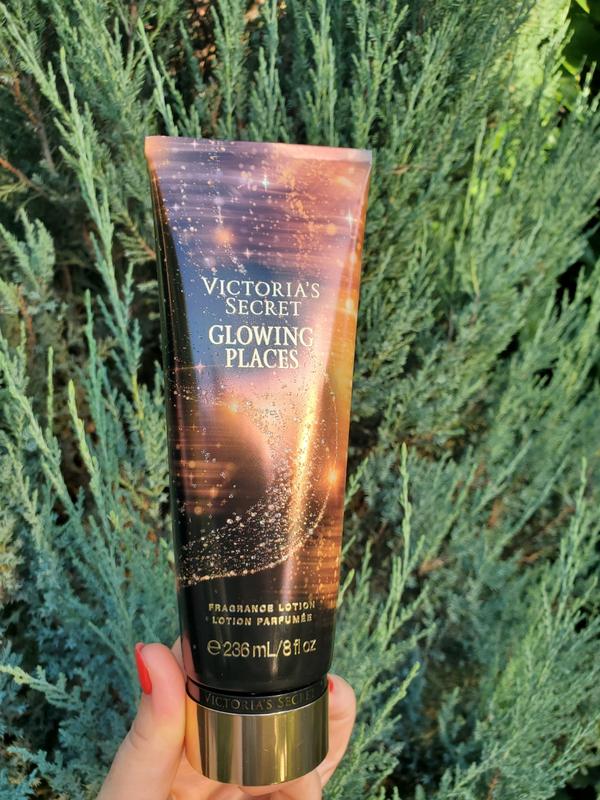 VICTORIA'S
SECRET
GLOWING
PLACES
FRAGRANCE LOTION
LOTION PARFUMÉE
℮ 236 mL/8 fl oz
VICTORIA'S SECRET